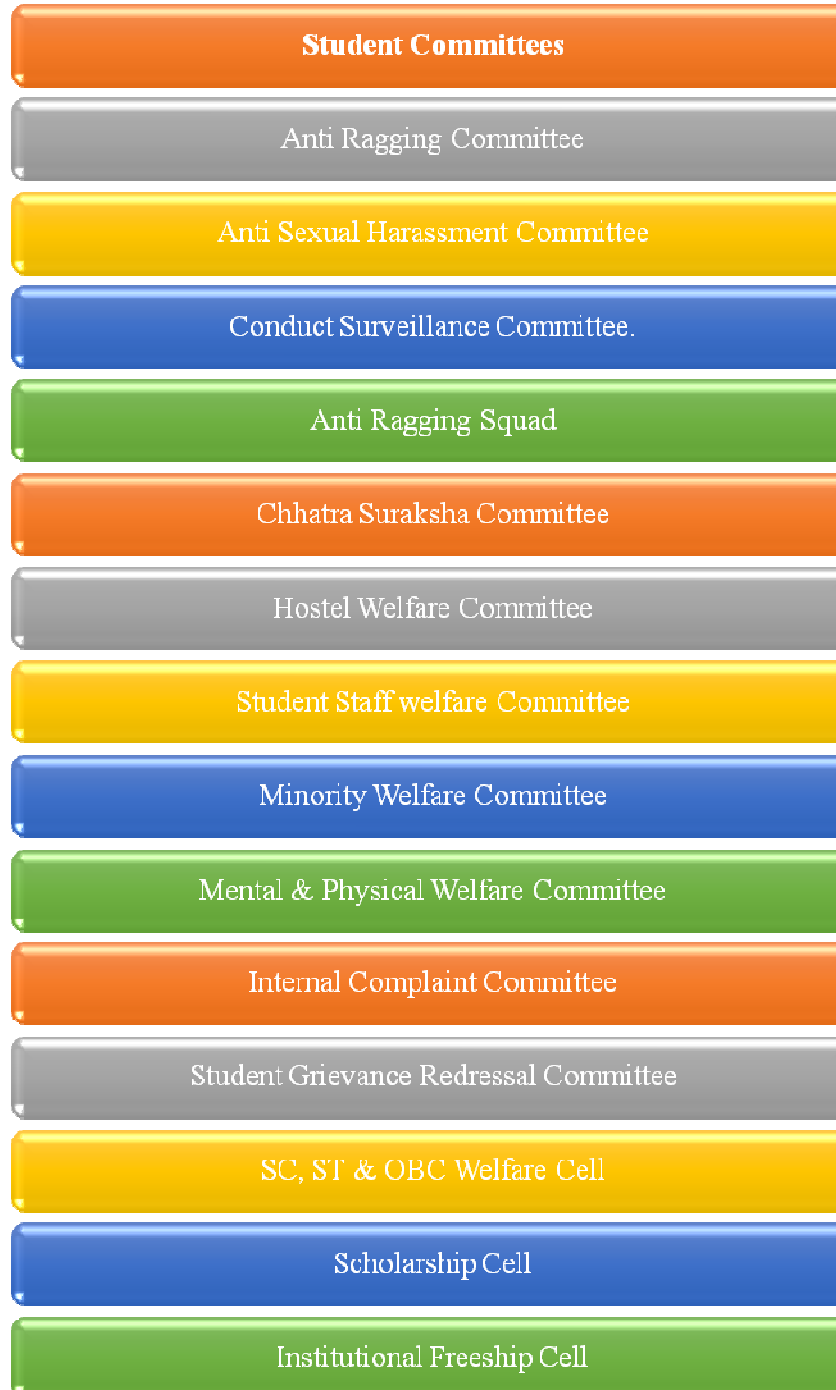 Student Committees
Anti Ragging Committee
Anti Sexual Harassment Committee
Conduct Surveillance Committee.
Anti Ragging Squad
Chhatra Suraksha Committee
Hostel Welfare Committee
Student Staff welfare Committee
Minority Welfare Committee
Mental & Physical Welfare Committee
Internal Complaint Committee
Student Grievance Redressal Committee
SC, ST & OBC Welfare Cell
Scholarship Cell
Institutional Freeship Cell